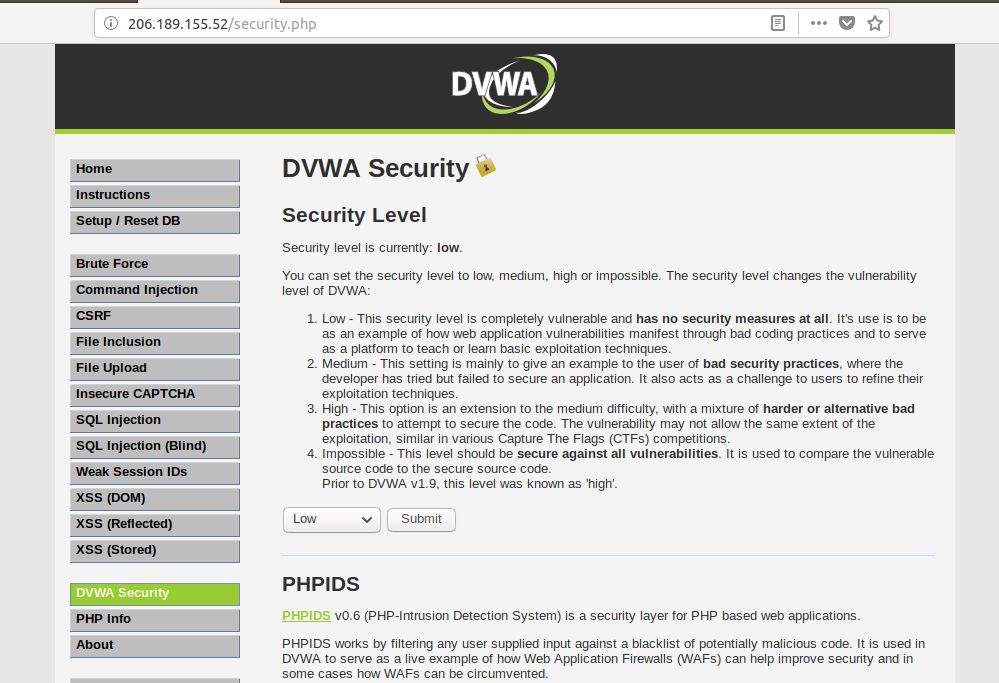 206.189.155.52/security.php
DVWA
Home
Instructions
Setup / Reset DB
Brute Force
Command Injection
CSRF
File Inclusion
File Upload
Insecure CAPTCHA
SQL Injection
SQL Injection (Blind)
Weak Session IDs
XSS (DOM)
XSS (Reflected)
XSS (Stored)
DVWA Security
PHP Info
About
DVWA Security
Security Level
Security level is currently: low.
You can set the security level to low, medium, high or impossible. The security level changes the vulnerability
level of DVWA:
1. Low - This security level is completely vulnerable and has no security measures at all. It's use is to be
as an example of how web application vulnerabilities manifest through bad coding practices and to serve
as a platform to teach or learn basic exploitation techniques.
2. Medium - This setting is mainly to give an example to the user of bad security practices, where the
developer has tried but failed to secure an application. It also acts as a challenge to users to refine their
exploitation techniques.
3. High - This option is an extension to the medium difficulty, with a mixture of harder or alternative bad
practices to attempt to secure the code. The vulnerability may not allow the same extent of the
exploitation, similar in various Capture The Flags (CTFs) competitions.
4. Impossible - This level should be secure against all vulnerabilities. It is used to compare the vulnerable
source code to the secure source code.
Prior to DVWA v1.9, this level was known as 'high'.
Low
Submit
PHPIDS
PHPIDS v0.6 (PHP-Intrusion Detection System) is a security layer for PHP based web applications.
PHPIDS works by filtering any user supplied input against a blacklist of potentially malicious code. It is used in
DVWA to serve as a live example of how Web Application Firewalls (WAFs) can help improve security and in
some cases how WAFs can be circumvented.